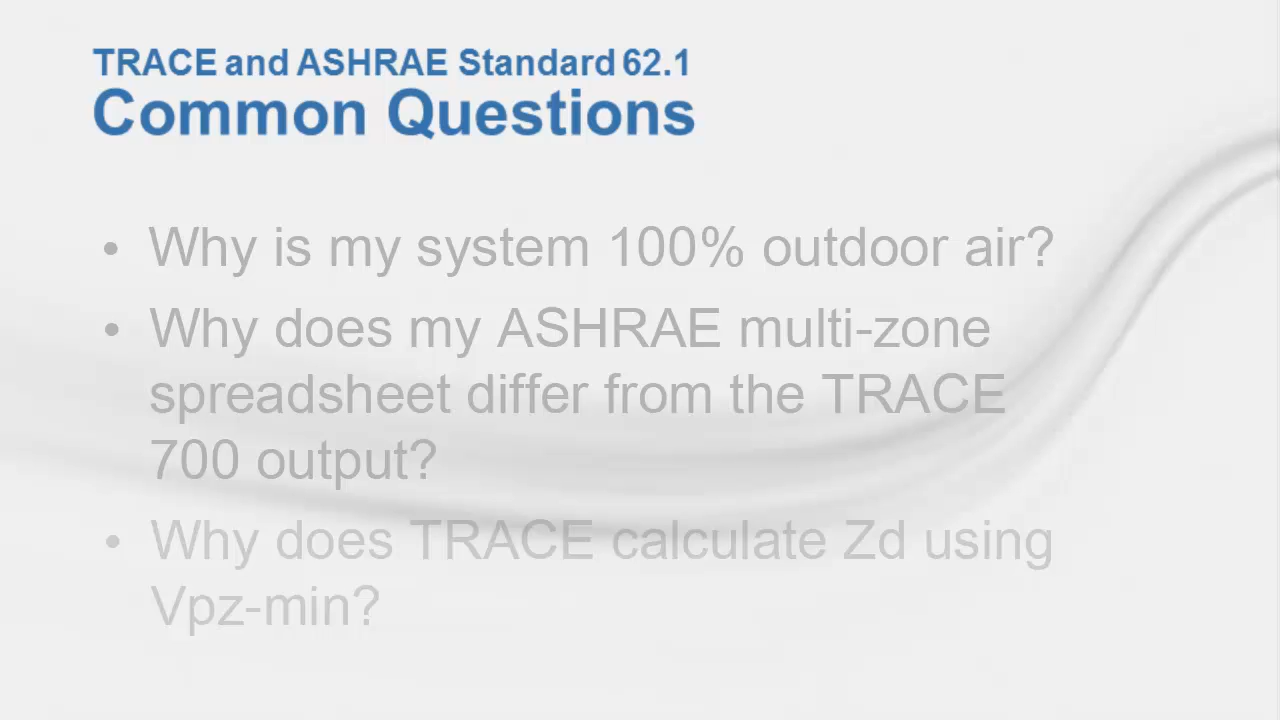 TRACE and ASHRAE Standard 62.1
Common Questions
• Why is my system 100% outdoor air?
• Why does my ASHRAE multi-zone
spreadsheet differ from the TRACE
700 output?
• Why does TRACE calculate Zd using
Vpz-min?